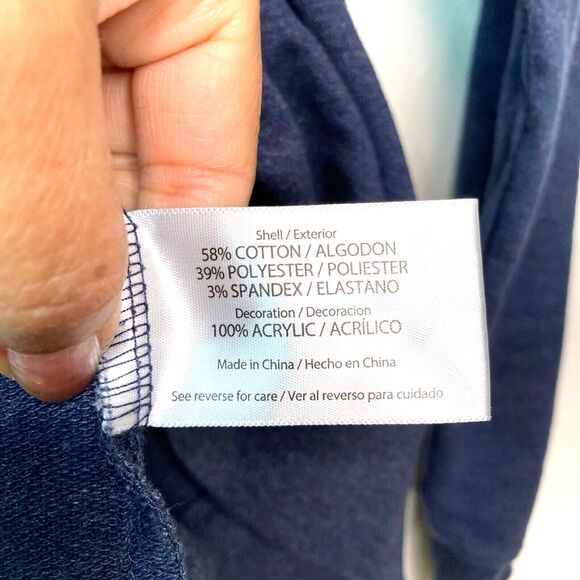 Shell / Exterior
58% COTTON / ALGODON
39% POLYESTER / POLIESTER
3% SPANDEX / ELASTANO
Decoration / Decoracion
100% ACRYLIC / ACRÍLICO
Made in China / Hecho en China
See reverse for care / Ver al reverso para cuidado